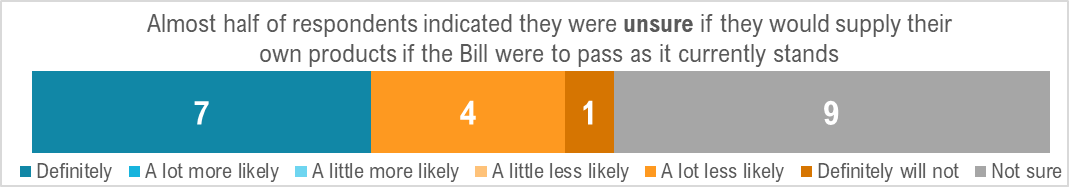 Almost half of respondents indicated they were unsure if they would supply their
own products if the Bill were to pass as it currently stands
7 4 1 9
Definitely A lot more likely A little more likely A little less likely A lot less likely Definitely will not Not sure